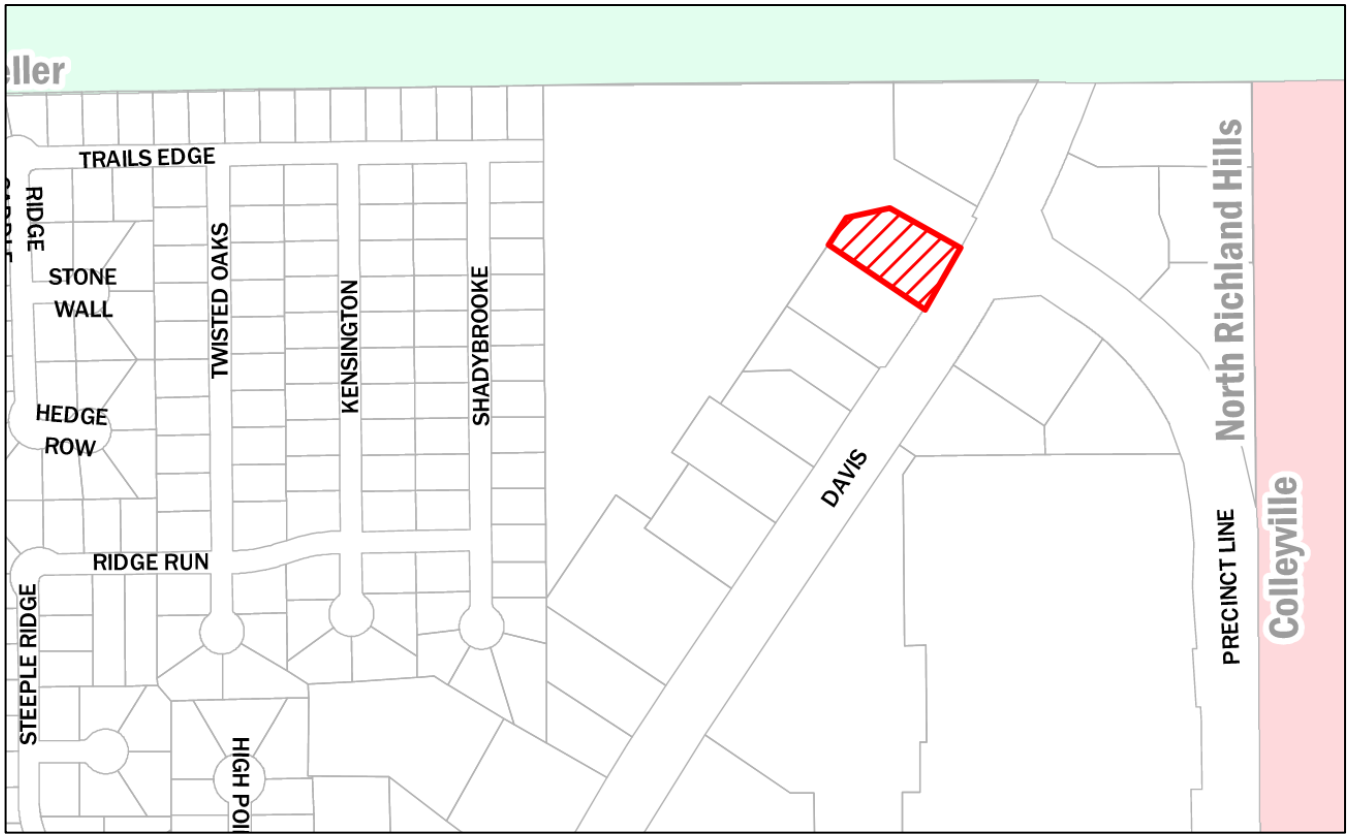 eller
TRAILS EDGE
RIDGE
STONE
WALL
TWISTED OAKS
KENSINGTON
SHADYBROOKE
HEDGE
ROW
DAVIS
RIDGE RUN
STEEPLE RIDGE
HIGH POI
North Richland Hills
PRECINCT LINE
Colleyville